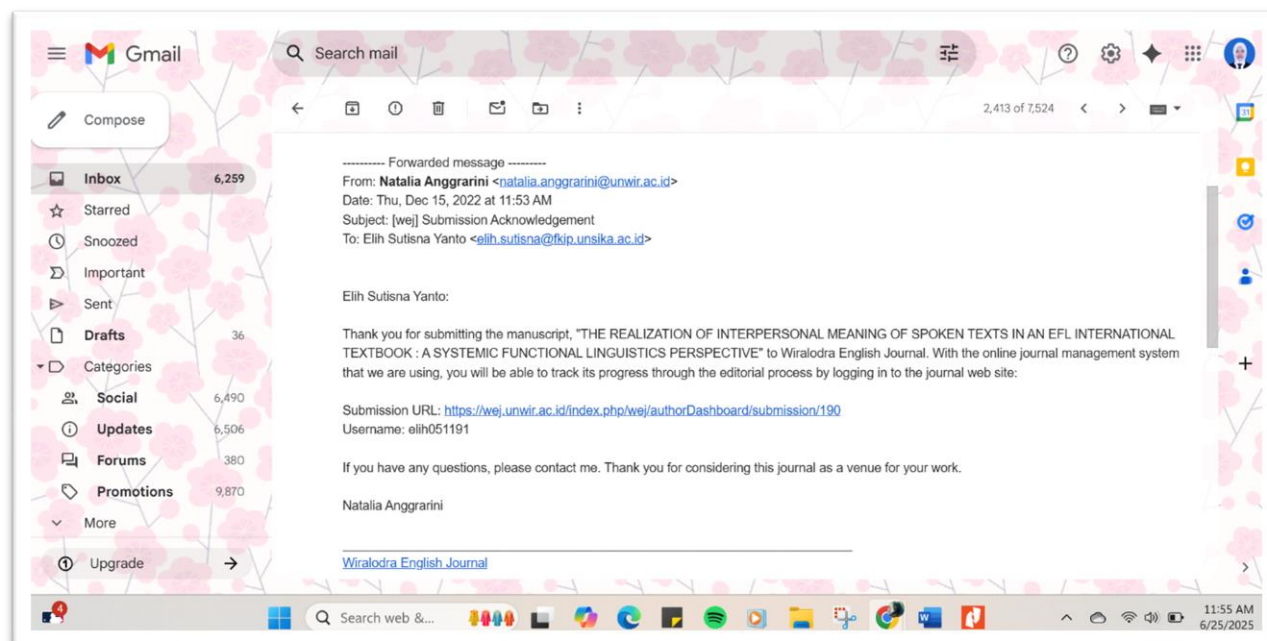 Gmail
Search mail
Compose
2,413 of 7,524
Inbox 6,259
Starred
Snoozed
Important
Sent
Drafts 36
Categories
Social 6,490
Updates 6,506
Forums 380
Promotions 9,870
More
Upgrade
---------- Forwarded message ---------
From: Natalia Anggrarini <natalia.anggrarini@unwir.ac.id>
Date: Thu, Dec 15, 2022 at 11:53 AM
Subject: [wej] Submission Acknowledgement
To: Elih Sutisna Yanto <elih.sutisna@fkip.unsika.ac.id>
Elih Sutisna Yanto:
Thank you for submitting the manuscript, "THE REALIZATION OF INTERPERSONAL MEANING OF SPOKEN TEXTS IN AN EFL INTERNATIONAL
TEXTBOOK : A SYSTEMIC FUNCTIONAL LINGUISTICS PERSPECTIVE" to Wiralodra English Journal. With the online journal management system
that we are using, you will be able to track its progress through the editorial process by logging in to the journal web site:
Submission URL: https://wej.unwir.ac.id/index.php/wej/authorDashboard/submission/190
Username: elih051191
If you have any questions, please contact me. Thank you for considering this journal as a venue for your work.
Natalia Anggrarini
Wiralodra English Journal
31
4
Search web &...
11:55 AM
6/25/2025